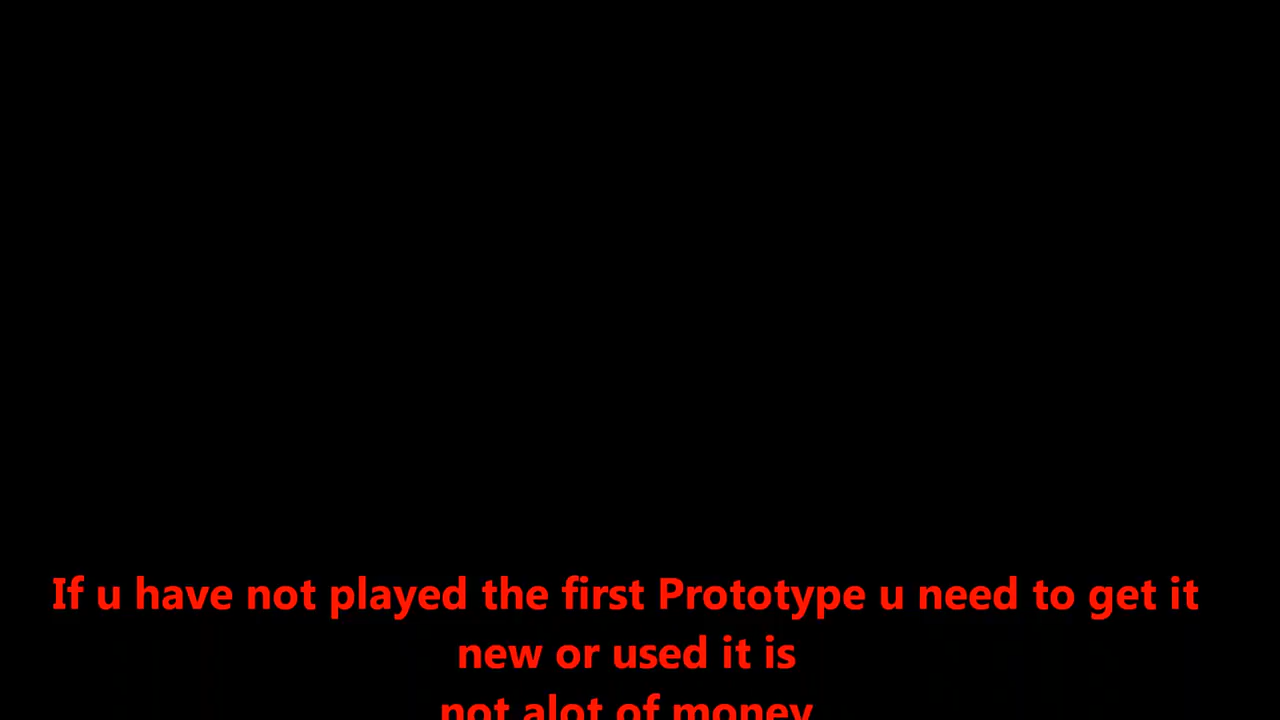 If u have not played the first Prototype u need to get it
new or used it is
not alot of money